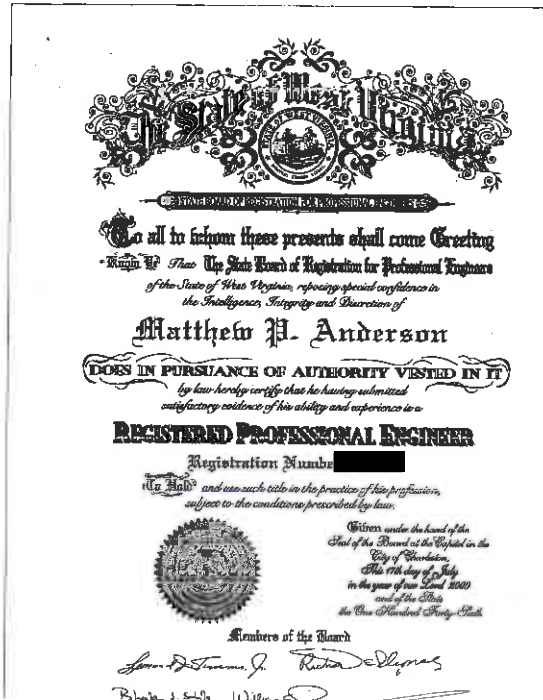 The State of West Virginia
STATE OF WEST VIRGINIA
STATE BOARD OF REGISTRATION FOR PROFESSIONAL ENGINEERS
To all to whom these presents shall come Greeting
Know Ye That The State Board of Registration for Professional Engineers
of the State of West Virginia, reposing special confidence in
the Intelligence, Integrity and Discretion of
Matthew P. Anderson
DOES IN PURSUANCE OF AUTHORITY VESTED IN IT
by law hereby certify that he having submitted
satisfactory evidence of his ability and experience is a
REGISTERED PROFESSIONAL ENGINEER
Registration Numbe
To Hold and use such title in the practice of his profession,
subject to the conditions prescribed by law.
Given under the hand of the
Seal of the Board at the Capitol in the
City of Charleston,
This 17th day of July
in the year of our Lord 2009
and of the State
the One Hundred Forty-Sixth
Members of the Board